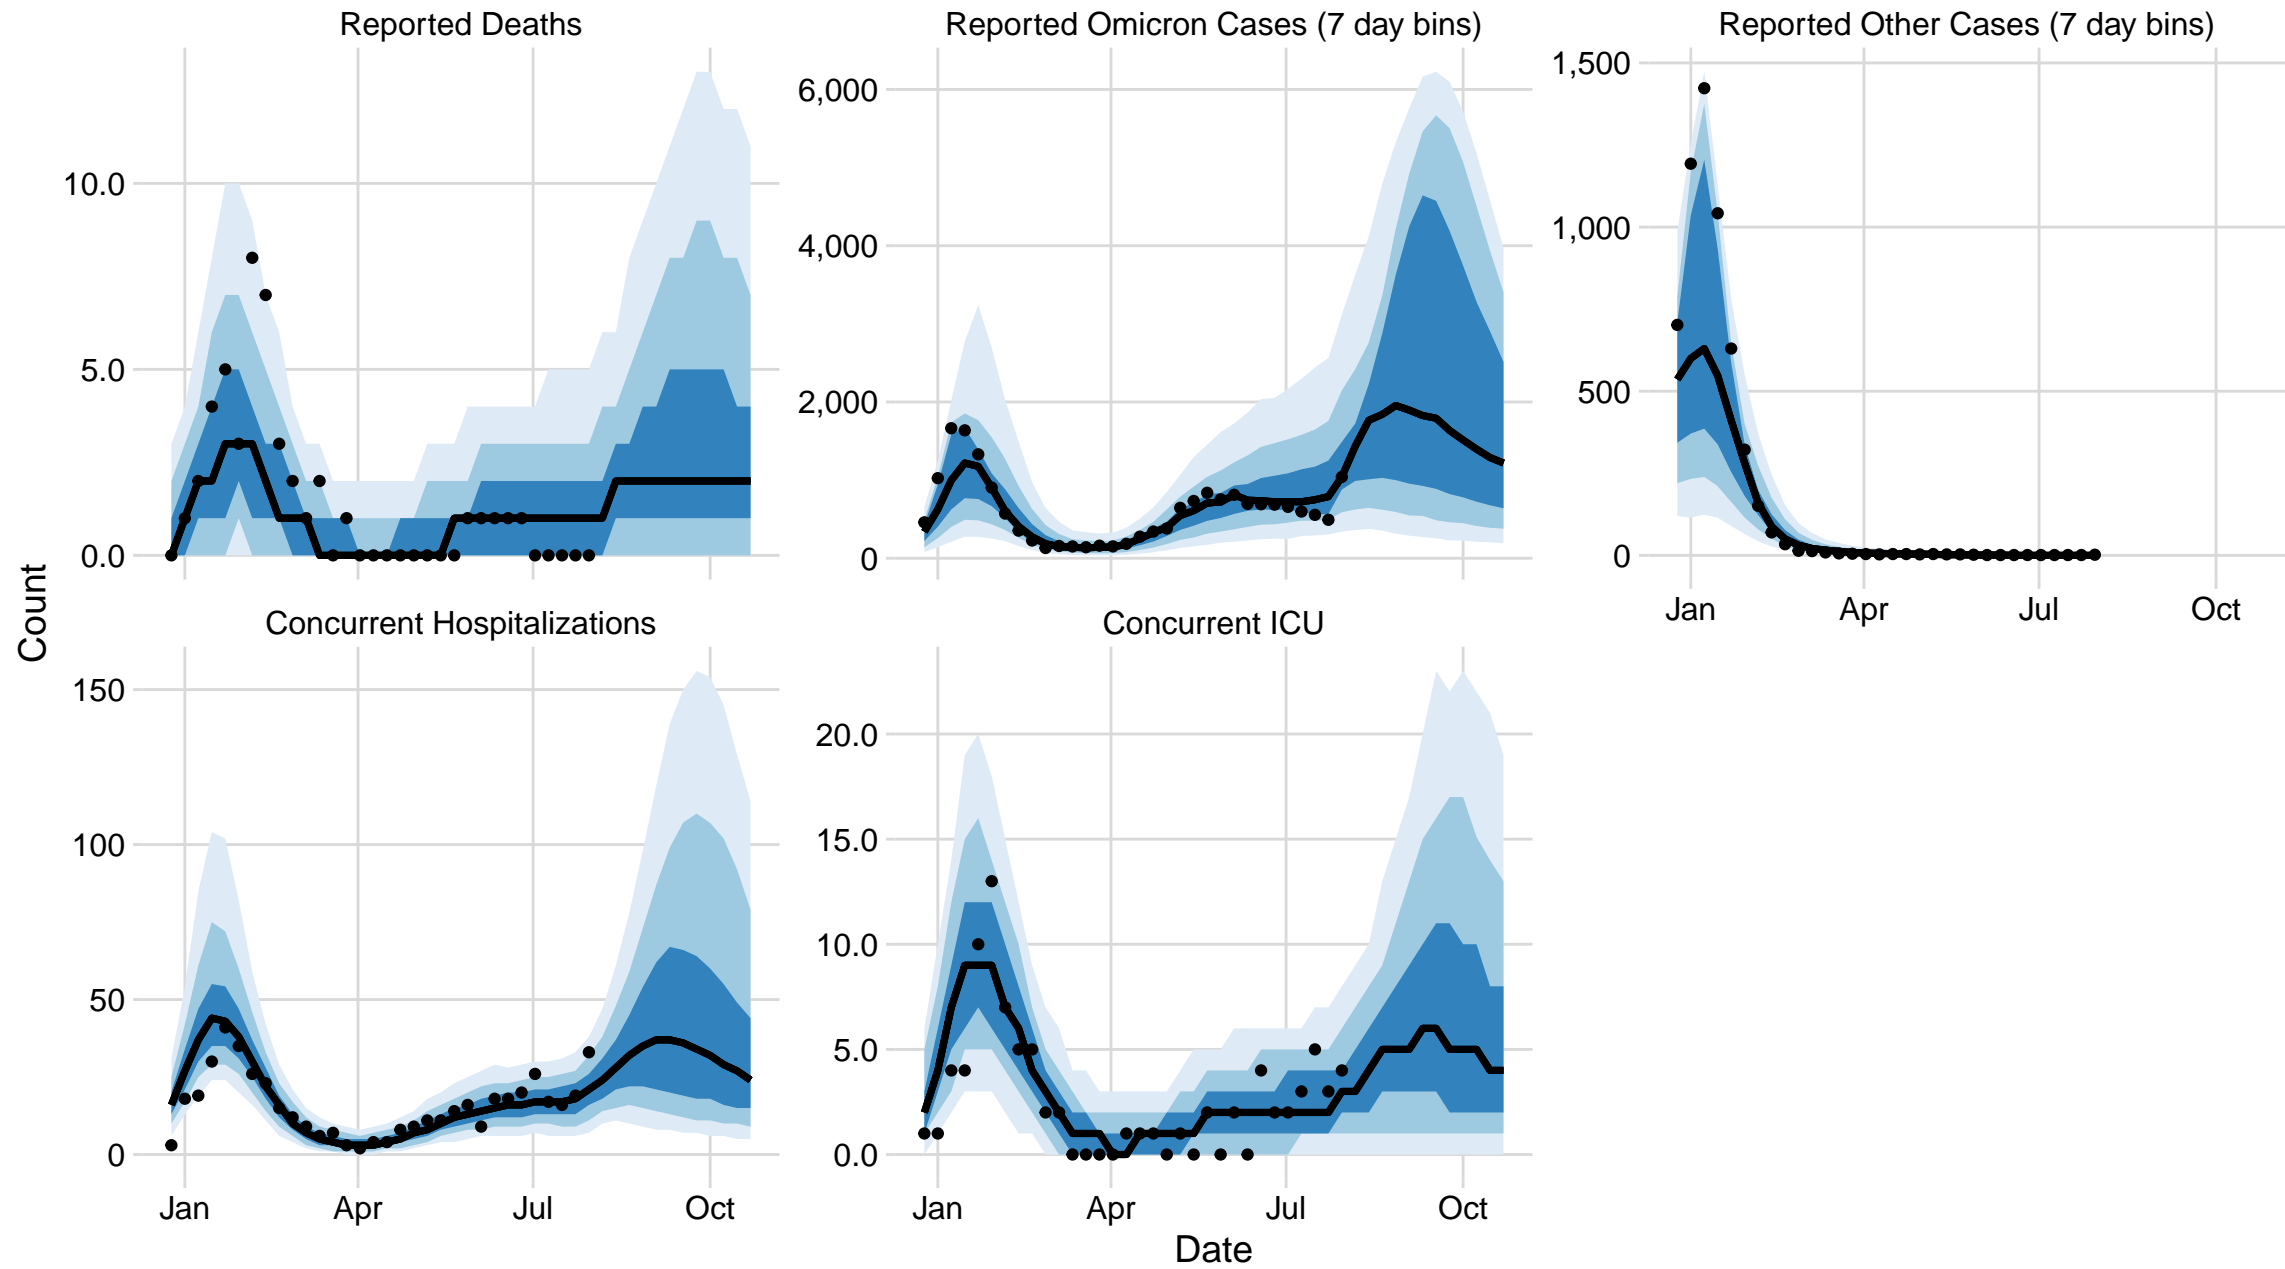 Reported Deaths
Reported Omicron Cases (7 day bins)
Reported Other Cases (7 day bins)
10.0
5.0
0.0
6,000
4,000
2,000
0
1,500
1,000
500
0
Jan Apr Jul Oct
Count
Concurrent Hospitalizations
Concurrent ICU
150
100
50
0
20.0
15.0
10.0
5.0
0.0
Jan Apr Jul Oct
Jan Apr Jul Oct
Date